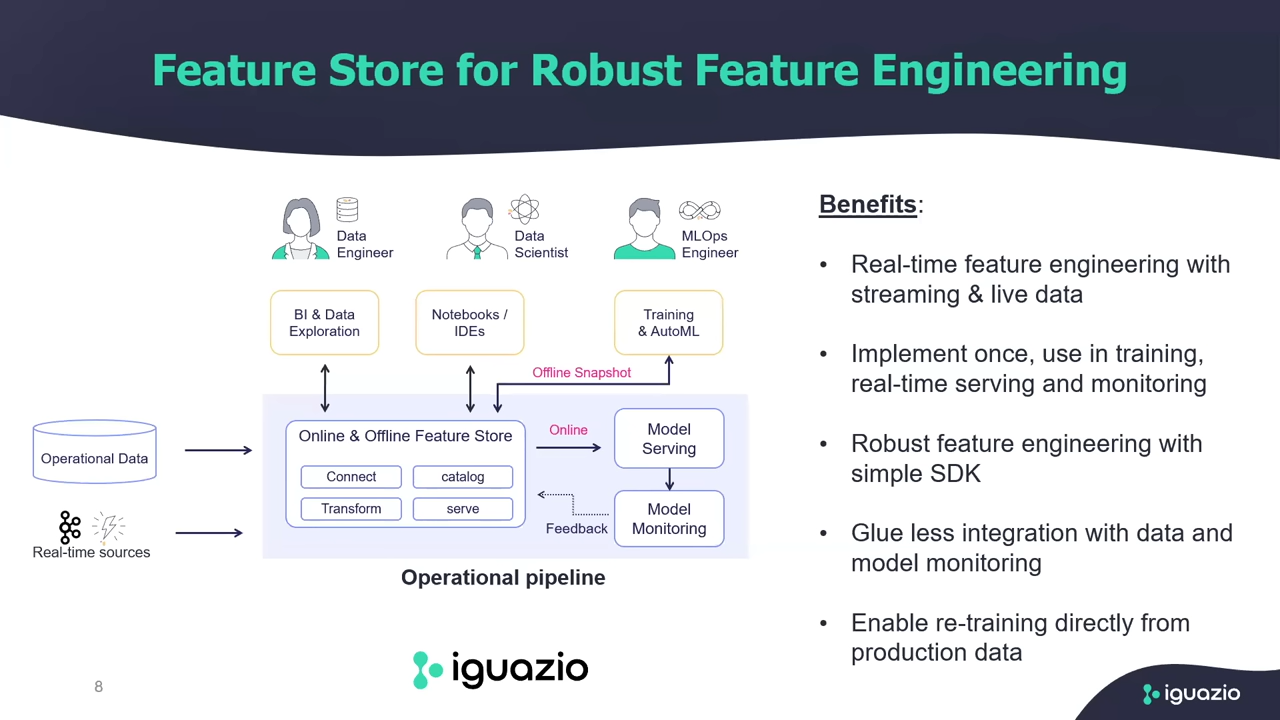 Feature Store for Robust Feature Engineering
Data
Engineer
Data
Scientist
MLOps
Engineer
BI & Data
Exploration
Notebooks /
IDEs
Training
& AutoML
Offline Snapshot
Operational Data
Real-time sources
Online & Offline Feature Store
Connect
catalog
Transform
serve
Online
Model
Serving
Feedback
Model
Monitoring
Operational pipeline
Benefits:
• Real-time feature engineering with
streaming & live data
• Implement once, use in training,
real-time serving and monitoring
• Robust feature engineering with
simple SDK
• Glue less integration with data and
model monitoring
• Enable re-training directly from
production data
iguazio
8
iguazio